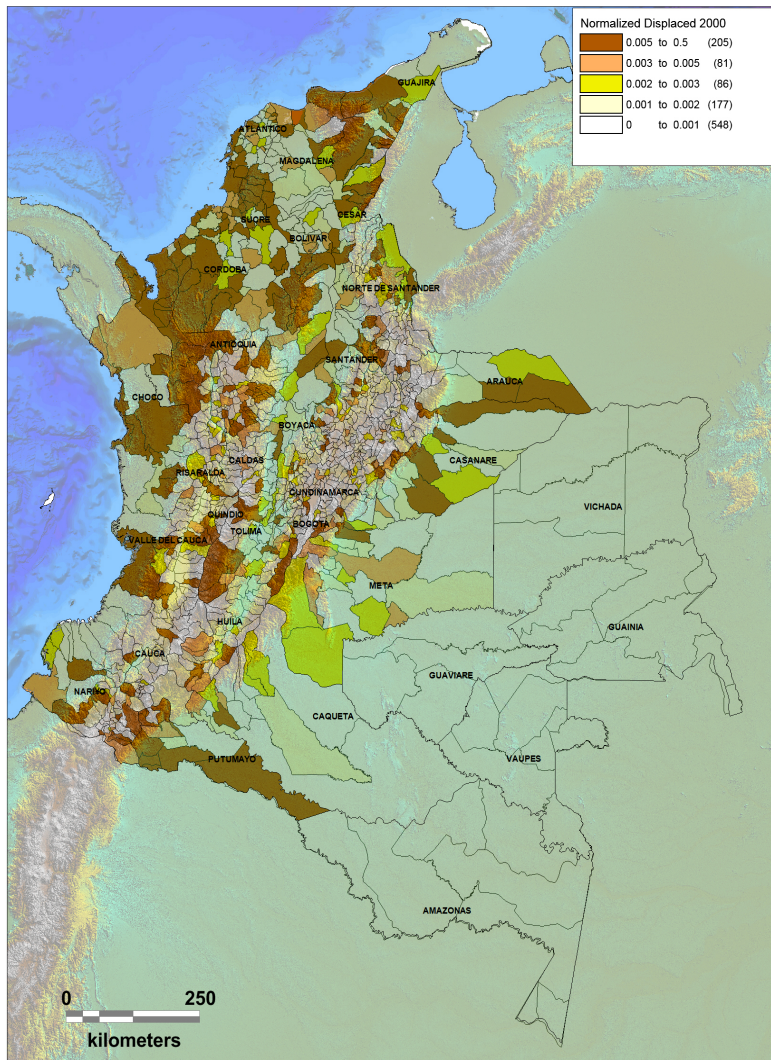 Normalized Displaced 2000
0.005 to 0.5 (205)
0.003 to 0.005 (81)
0.002 to 0.003 (86)
0.001 to 0.002 (177)
0 to 0.001 (548)
GUAJIRA
ATLANTICO
MAGDALENA
CESAR
SUCRE
BOLIVAR
CORDOBA
NORTE DE SANTANDER
ANTIOQUIA
SANTANDER
ARAUCA
CHOCO
BOYACA
CALDAS
CASANARE
RISARALDA
CUNDINAMARCA
VICHADA
QUINDIO
BOGOTA
TOLIMA
VALLE DEL CAUCA
META
HUILA
GUAINIA
CAUCA
GUAVIARE
NARINO
CAQUETA
PUTUMAYO
VAUPES
AMAZONAS
0 250
kilometers